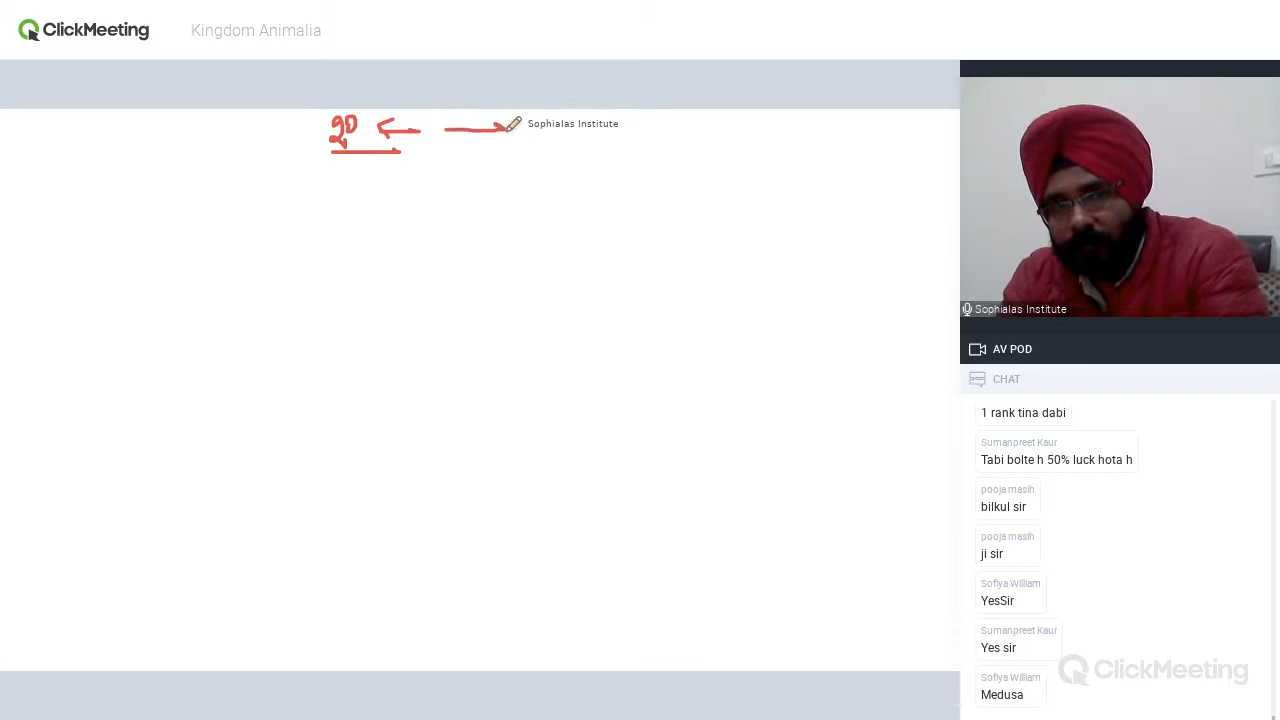 ClickMeeting
Kingdom Animalia
Sophialas Institute
Sophialas Institute
AV POD
CHAT
1 rank tina dabi
Sumanpreet Kaur
Tabi bolte h 50% luck hota h
pooja masih
bilkul sir
pooja masih
ji sir
Sofiya William
YesSir
Sumanpreet Kaur
Yes sir
Sofiya William
Medusa
ClickMeeting